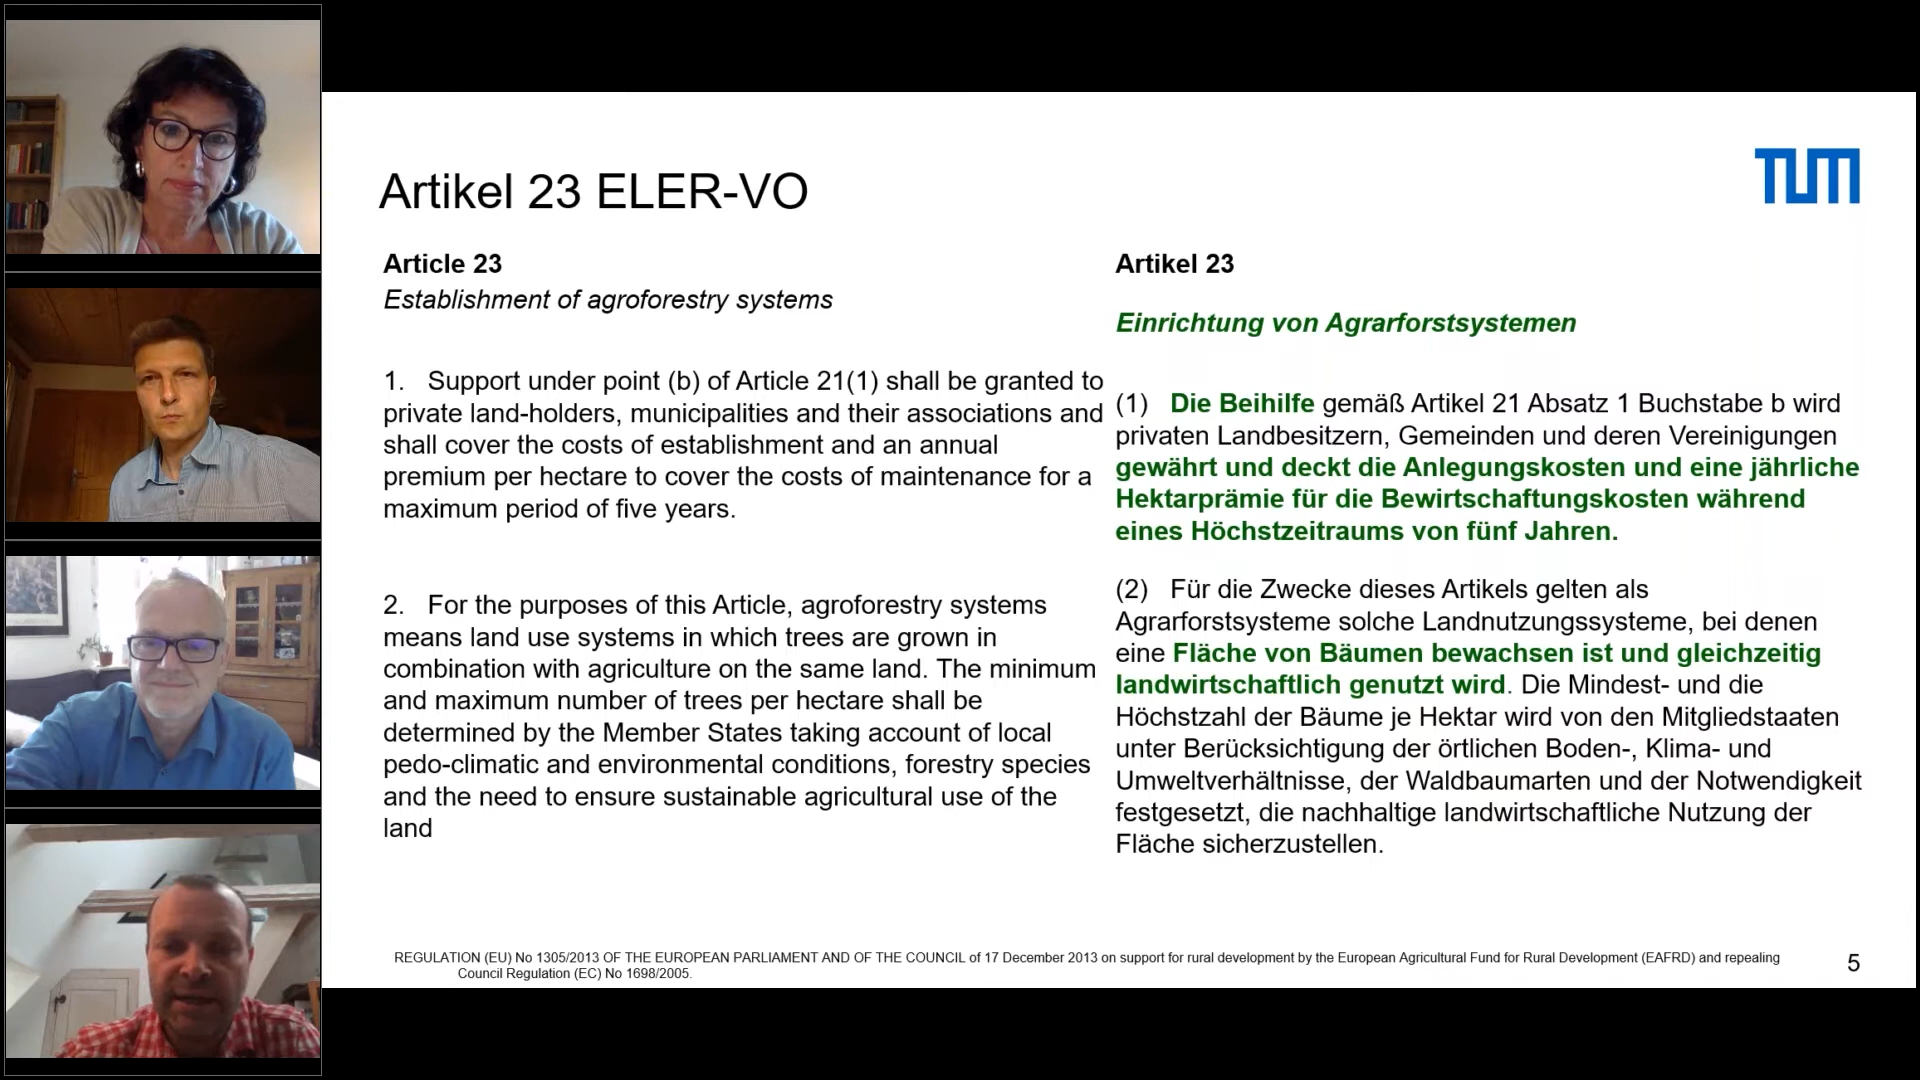 TUM
Artikel 23 ELER-VO
Article 23
Establishment of agroforestry systems
1. Support under point (b) of Article 21(1) shall be granted to
private land-holders, municipalities and their associations and
shall cover the costs of establishment and an annual
premium per hectare to cover the costs of maintenance for a
maximum period of five years.
2. For the purposes of this Article, agroforestry systems
means land use systems in which trees are grown in
combination with agriculture on the same land. The minimum
and maximum number of trees per hectare shall be
determined by the Member States taking account of local
pedo-climatic and environmental conditions, forestry species
and the need to ensure sustainable agricultural use of the
land
Artikel 23
Einrichtung von Agrarforstsystemen
(1) Die Beihilfe gemäß Artikel 21 Absatz 1 Buchstabe b wird
privaten Landbesitzern, Gemeinden und deren Vereinigungen
gewährt und deckt die Anlegungskosten und eine jährliche
Hektarprämie für die Bewirtschaftungskosten während
eines Höchstzeitraums von fünf Jahren.
(2) Für die Zwecke dieses Artikels gelten als
Agrarforstsysteme solche Landnutzungssysteme, bei denen
eine Fläche von Bäumen bewachsen ist und gleichzeitig
landwirtschaftlich genutzt wird. Die Mindest- und die
Höchstzahl der Bäume je Hektar wird von den Mitgliedstaaten
unter Berücksichtigung der örtlichen Boden-, Klima- und
Umweltverhältnisse, der Waldbaumarten und der Notwendigkeit
festgesetzt, die nachhaltige landwirtschaftliche Nutzung der
Fläche sicherzustellen.
REGULATION (EU) No 1305/2013 OF THE EUROPEAN PARLIAMENT AND OF THE COUNCIL of 17 December 2013 on support for rural development by the European Agricultural Fund for Rural Development (EAFRD) and repealing
Council Regulation (EC) No 1698/2005.
5